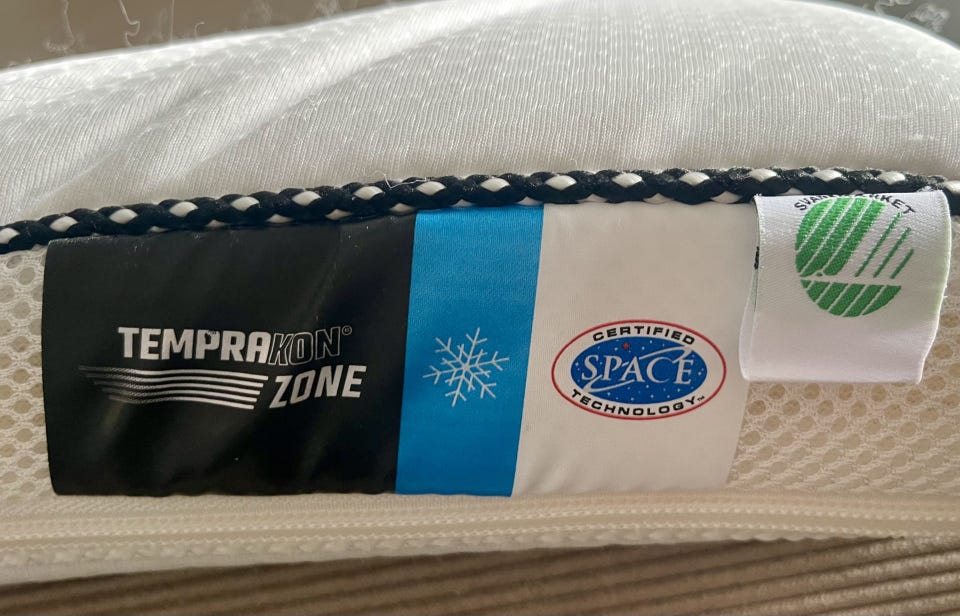 TEMPRAKON®
ZONE
CERTIFIED
SPACE
TECHNOLOGY™